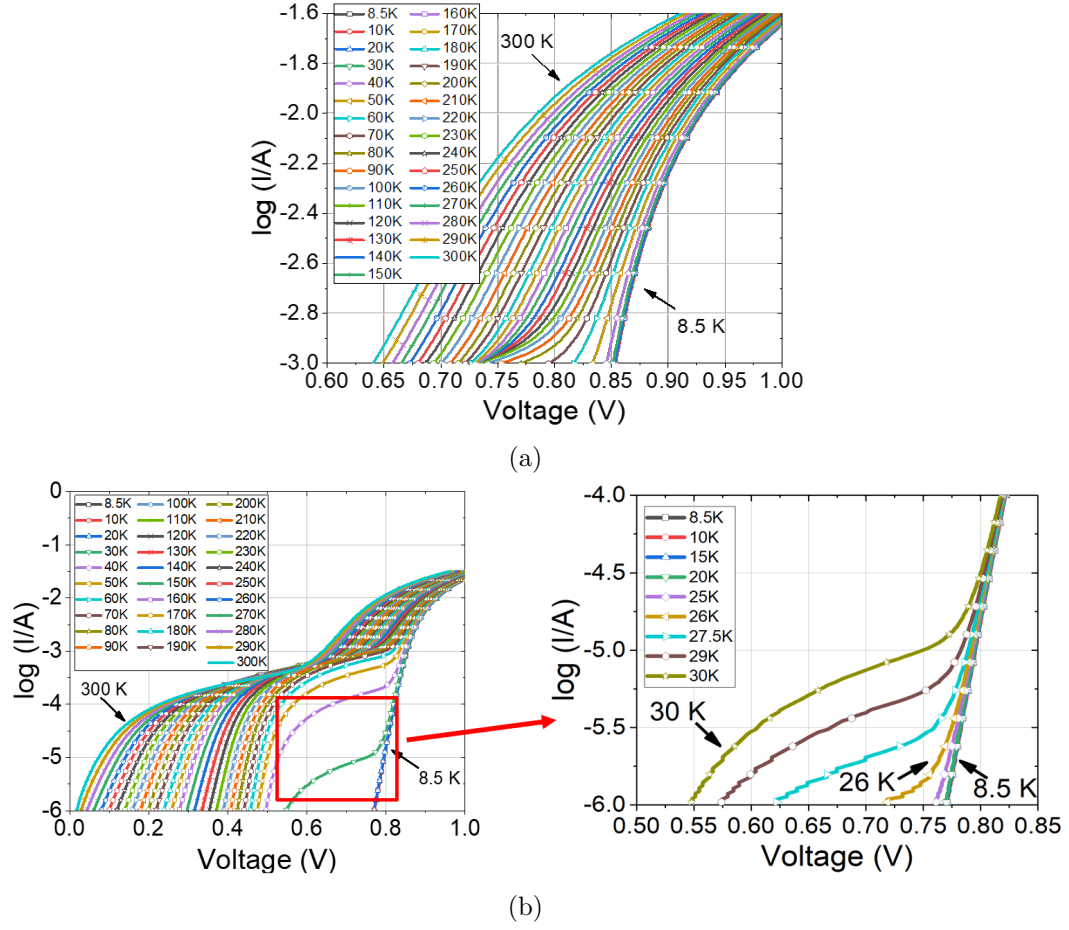 -1.6
-1.8
-2.0
-2.2
-2.4
-2.6
-2.8
-3.0
log (I/A)
8.5K 160K
10K 170K
20K 180K
30K 190K
40K 200K
50K 210K
60K 220K
70K 230K
80K 240K
90K 250K
100K 260K
110K 270K
120K 280K
130K 290K
140K 300K
150K
300 K
8.5 K
0.60 0.65 0.70 0.75 0.80 0.85 0.90 0.95 1.00
Voltage (V)
(a)
0
-1
-2
-3
-4
-5
-6
log (I/A)
8.5K 100K 200K
10K 110K 210K
20K 120K 220K
30K 130K 230K
40K 140K 240K
50K 150K 250K
60K 160K 260K
70K 170K 270K
80K 180K 280K
90K 190K 290K
300K
300 K
8.5 K
0.0 0.2 0.4 0.6 0.8 1.0
Voltage (V)
-4.0
-4.5
-5.0
-5.5
-6.0
log (I/A)
8.5K
10K
15K
20K
25K
26K
27.5K
29K
30K
30 K
26 K
8.5 K
0.50 0.55 0.60 0.65 0.70 0.75 0.80 0.85
Voltage (V)
(b)